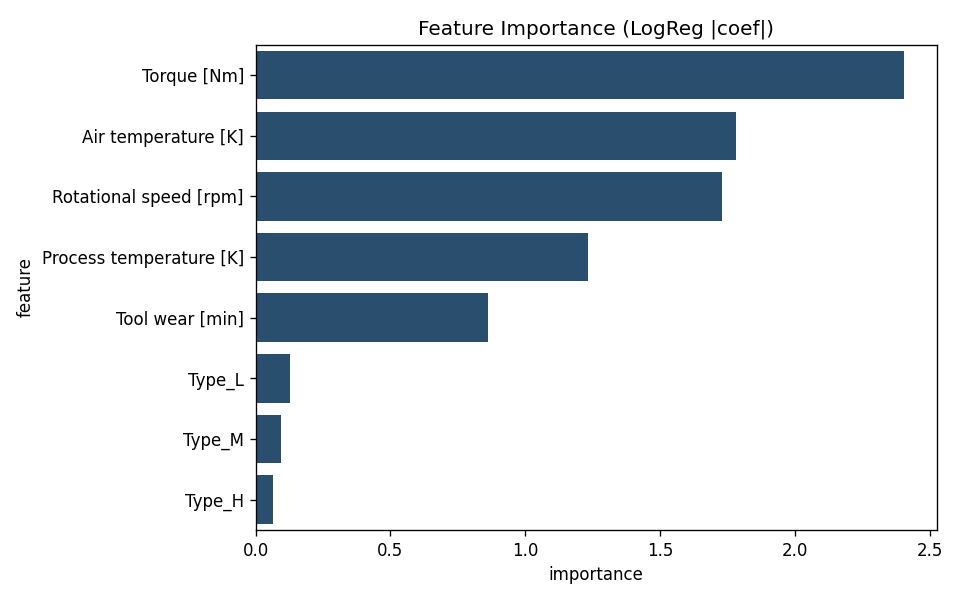 Feature Importance (LogReg |coef|)
Torque [Nm]
Air temperature [K]
Rotational speed [rpm]
Process temperature [K]
Tool wear [min]
Type_L
Type_M
Type_H
feature
0.0 0.5 1.0 1.5 2.0 2.5
importance